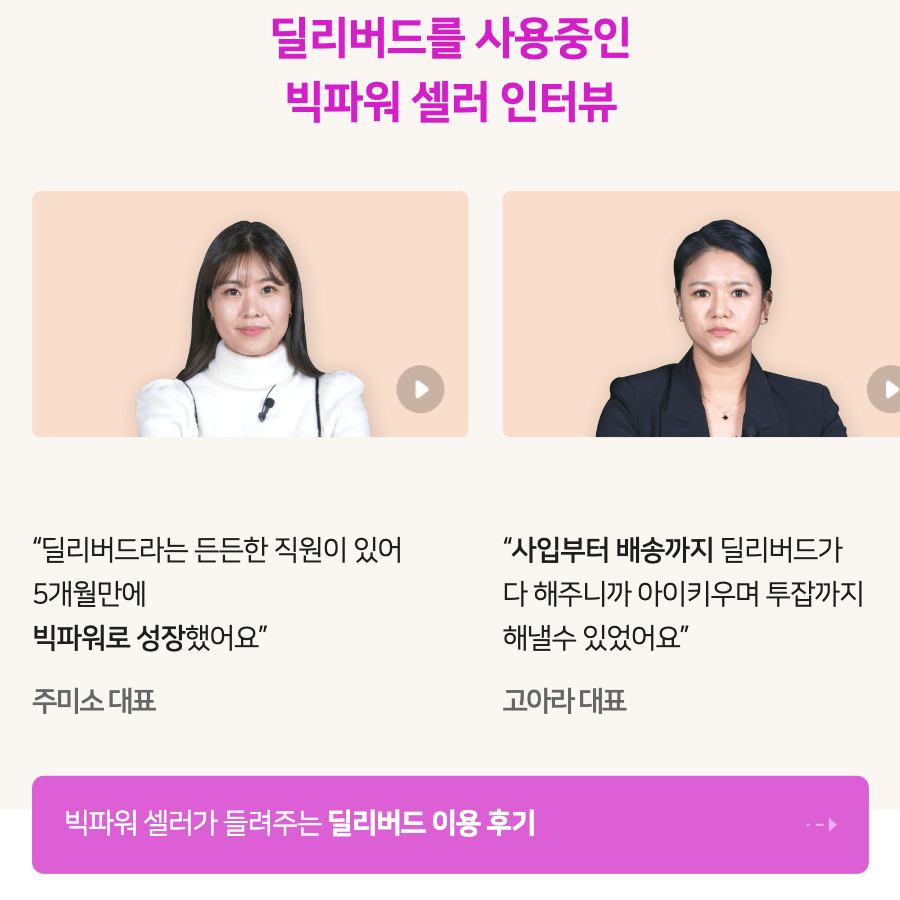 딜리버드를 사용중인
빅파워 셀러 인터뷰
“딜리버드라는 든든한 직원이 있어
5개월만에
빅파워로 성장했어요”
주미소 대표
“사입부터 배송까지 딜리버드가
다 해주니까 아이키우며 투잡까지
해낼수 있었어요”
고아라 대표
빅파워 셀러가 들려주는 딜리버드 이용 후기